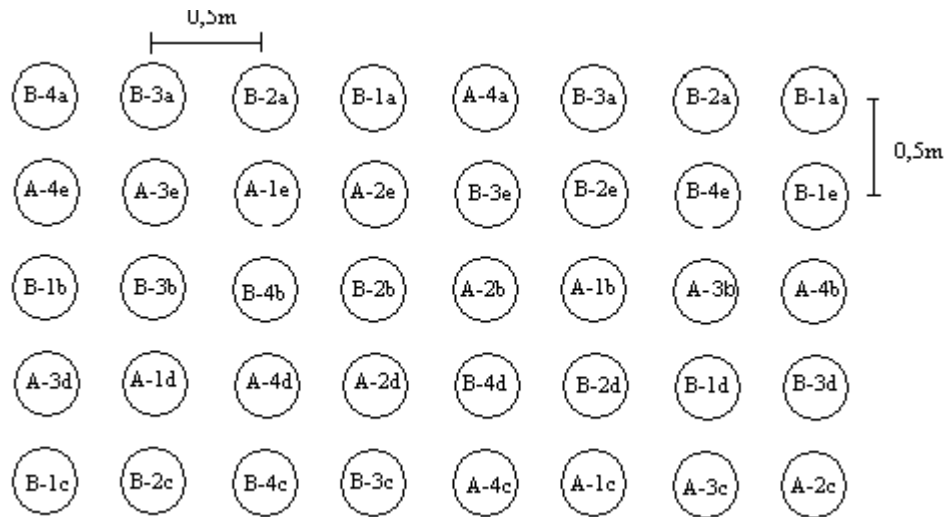 0,5m
B-4a B-3a B-2a B-1a A-4a B-3a B-2a B-1a
0,5m
A-4e A-3e A-1e A-2e B-3e B-2e B-4e B-1e
B-1b B-3b B-4b B-2b A-2b A-1b A-3b A-4b
A-3d A-1d A-4d A-2d B-4d B-2d B-1d B-3d
B-1c B-2c B-4c B-3c A-4c A-1c A-3c A-2c